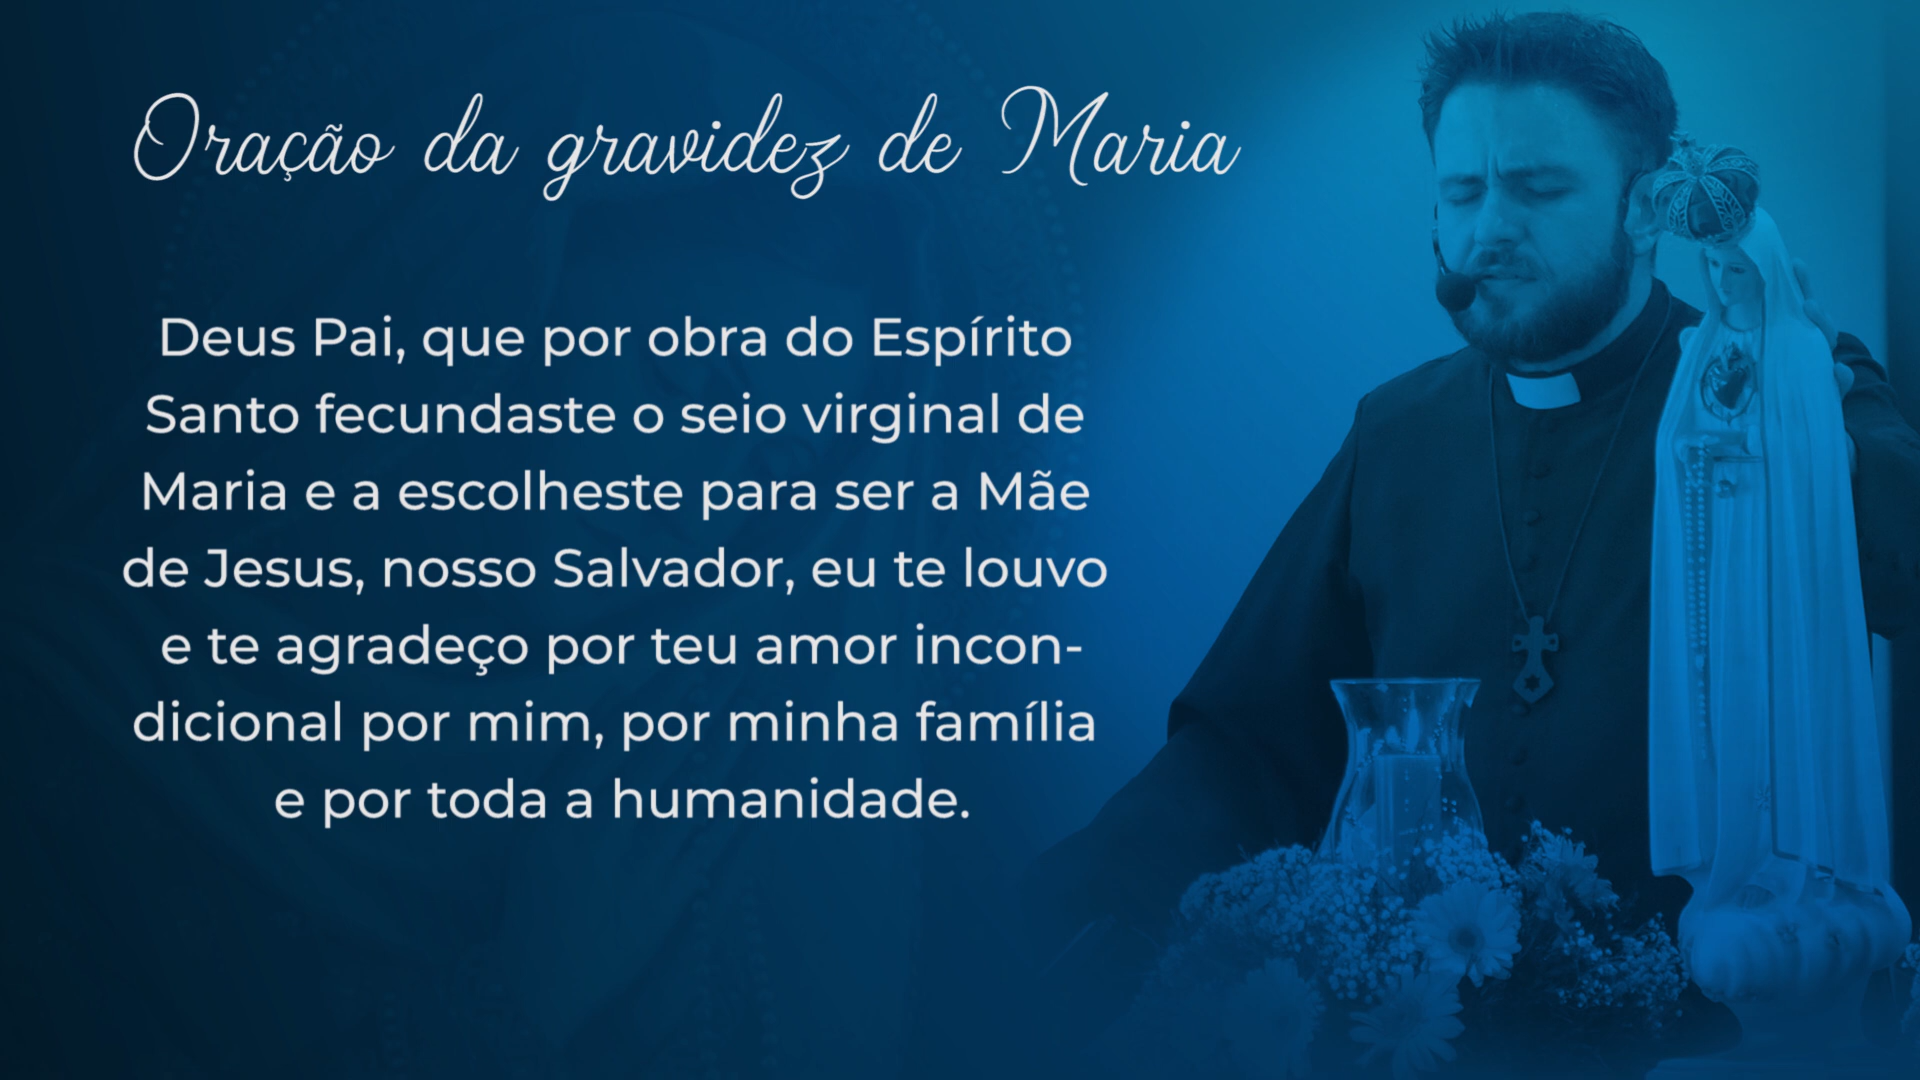 Oração da gravidez de Maria
Deus Pai, que por obra do Espírito
Santo fecundaste o seio virginal de
Maria e a escolheste para ser a Mãe
de Jesus, nosso Salvador, eu te louvo
e te agradeço por teu amor incon-
dicional por mim, por minha família
e por toda a humanidade.